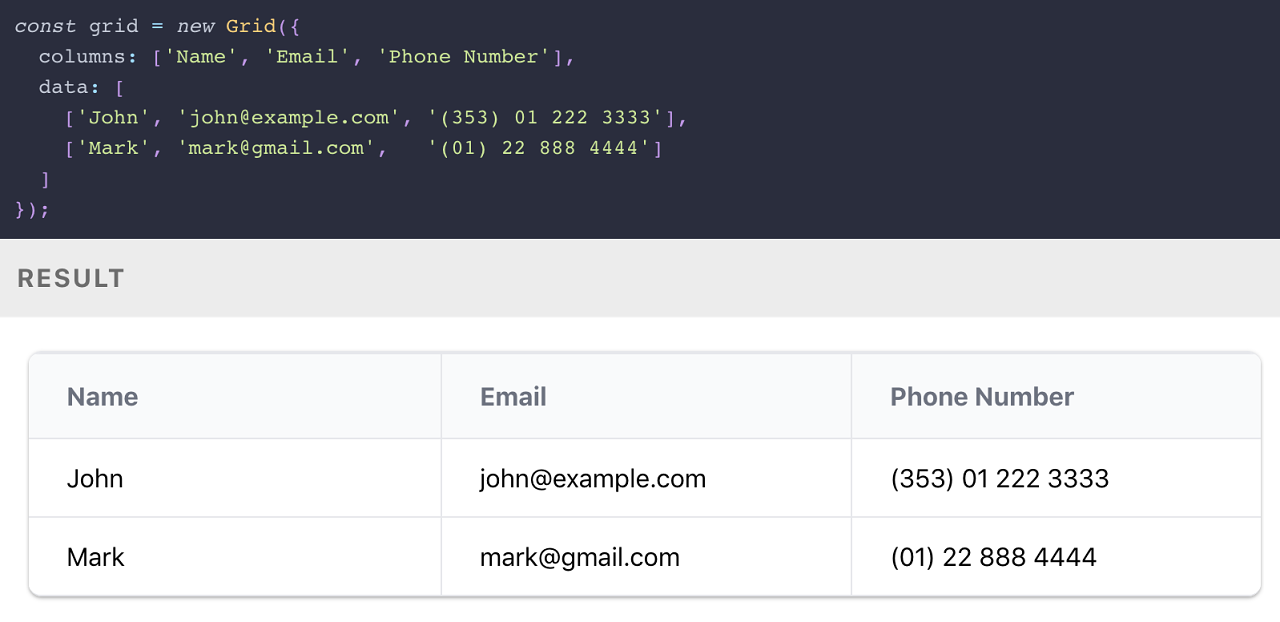 const grid = new Grid({
  columns: ['Name', 'Email', 'Phone Number'],
  data: [
    ['John', 'john@example.com', '(353) 01 222 3333'],
    ['Mark', 'mark@gmail.com',   '(01) 22 888 4444']
  ]
});
RESULT
Name Email Phone Number
John john@example.com (353) 01 222 3333
Mark mark@gmail.com (01) 22 888 4444